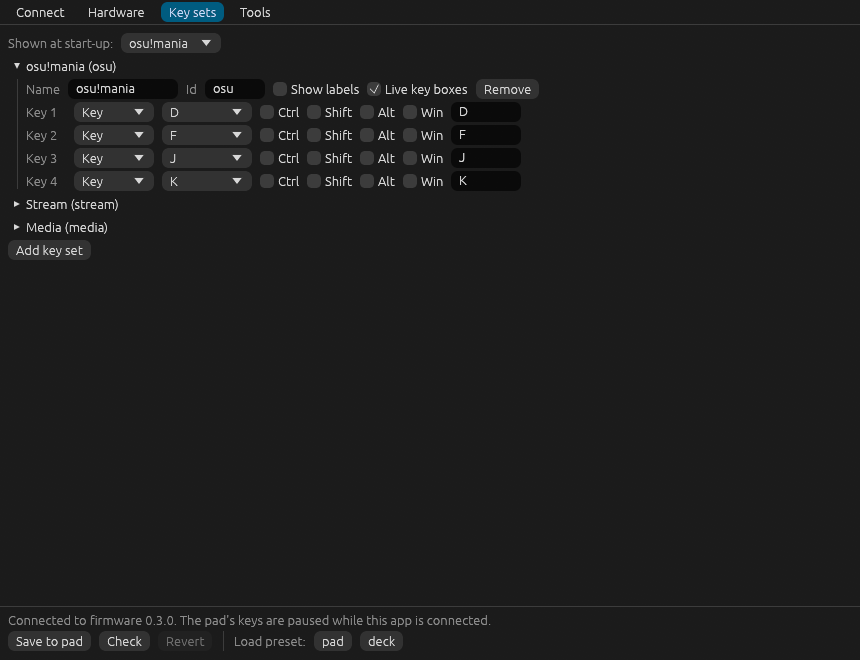 Connect Hardware Key sets Tools
Shown at start-up: osu!mania
osu!mania (osu)
Name osu!mania Id osu Show labels Live key boxes Remove
Key 1 Key D Ctrl Shift Alt Win D
Key 2 Key F Ctrl Shift Alt Win F
Key 3 Key J Ctrl Shift Alt Win J
Key 4 Key K Ctrl Shift Alt Win K
Stream (stream)
Media (media)
Add key set
Connected to firmware 0.3.0. The pad's keys are paused while this app is connected.
Save to pad Check Revert Load preset: pad deck